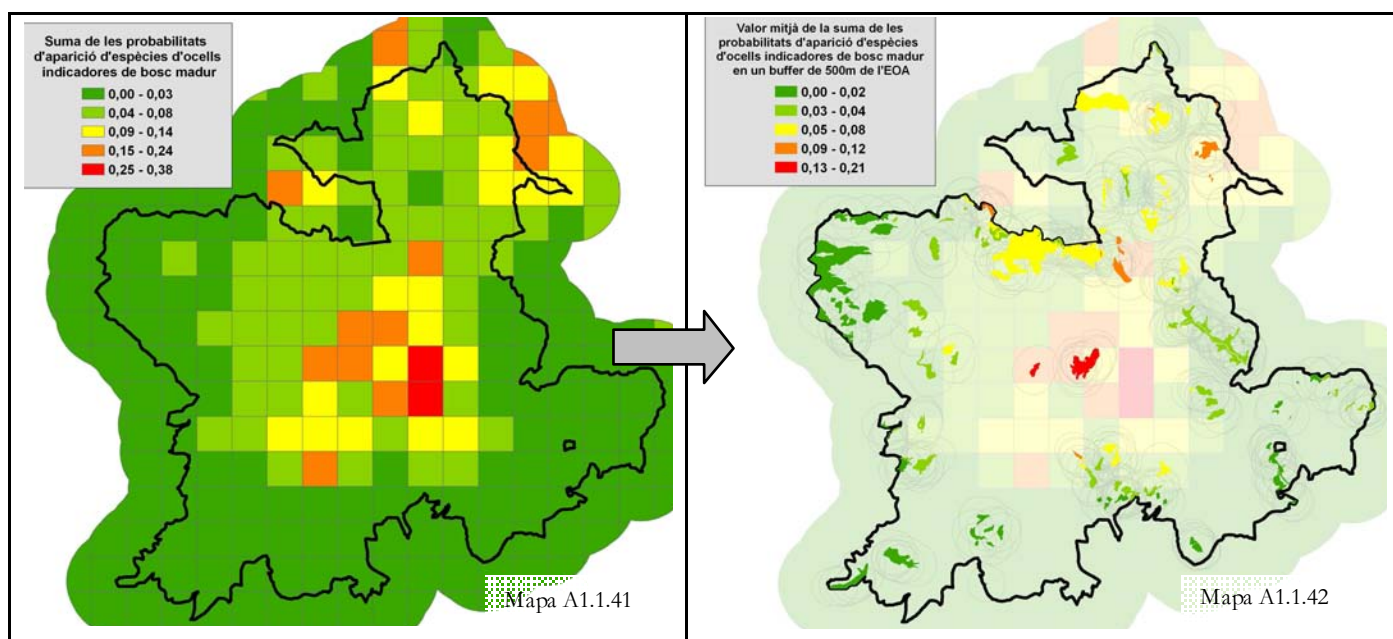 Suma de les probabilitats
d'aparició d'espècies d'ocells
indicadores de bosc madur
0,00 - 0,03
0,04 - 0,08
0,09 - 0,14
0,15 - 0,24
0,25 - 0,38
Mapa A1.1.41
Valor mitjà de la suma de les
probabilitats d'aparició d'espècies
d'ocells indicadores de bosc madur
en un buffer de 500m de l'EOA
0,00 - 0,02
0,03 - 0,04
0,05 - 0,08
0,09 - 0,12
0,13 - 0,21
Mapa A1.1.42